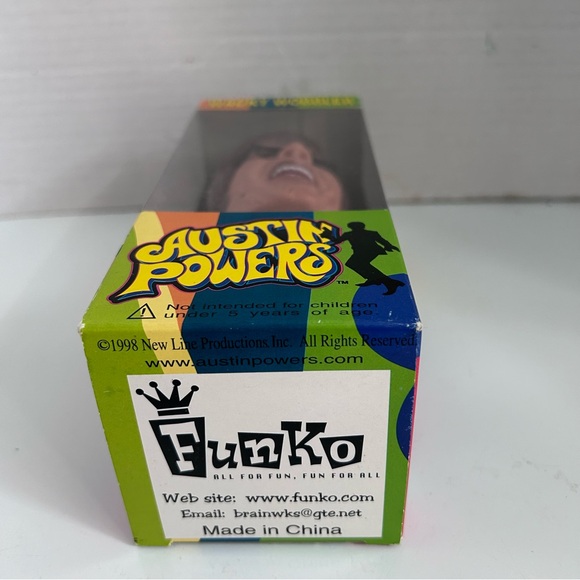 AUSTIN
POWERS
™
Not intended for children
under 5 years of age.
©1998 New Line Productions, Inc. All Rights Reserved.
www.austinpowers.com
FUNKO
ALL FOR FUN, FUN FOR ALL
Web site: www.funko.com
Email: brainwks@gte.net
Made in China